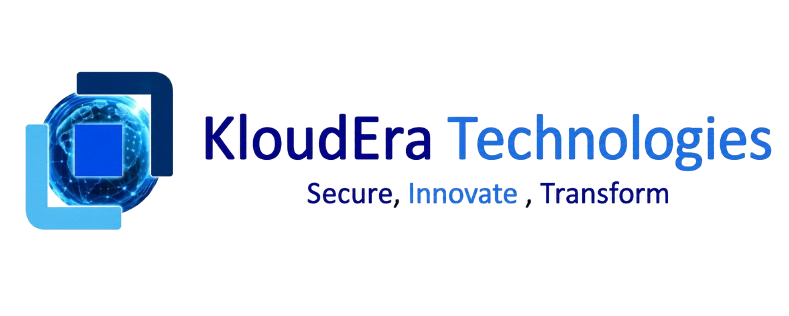 KloudEra Technologies
Secure, Innovate , Transform